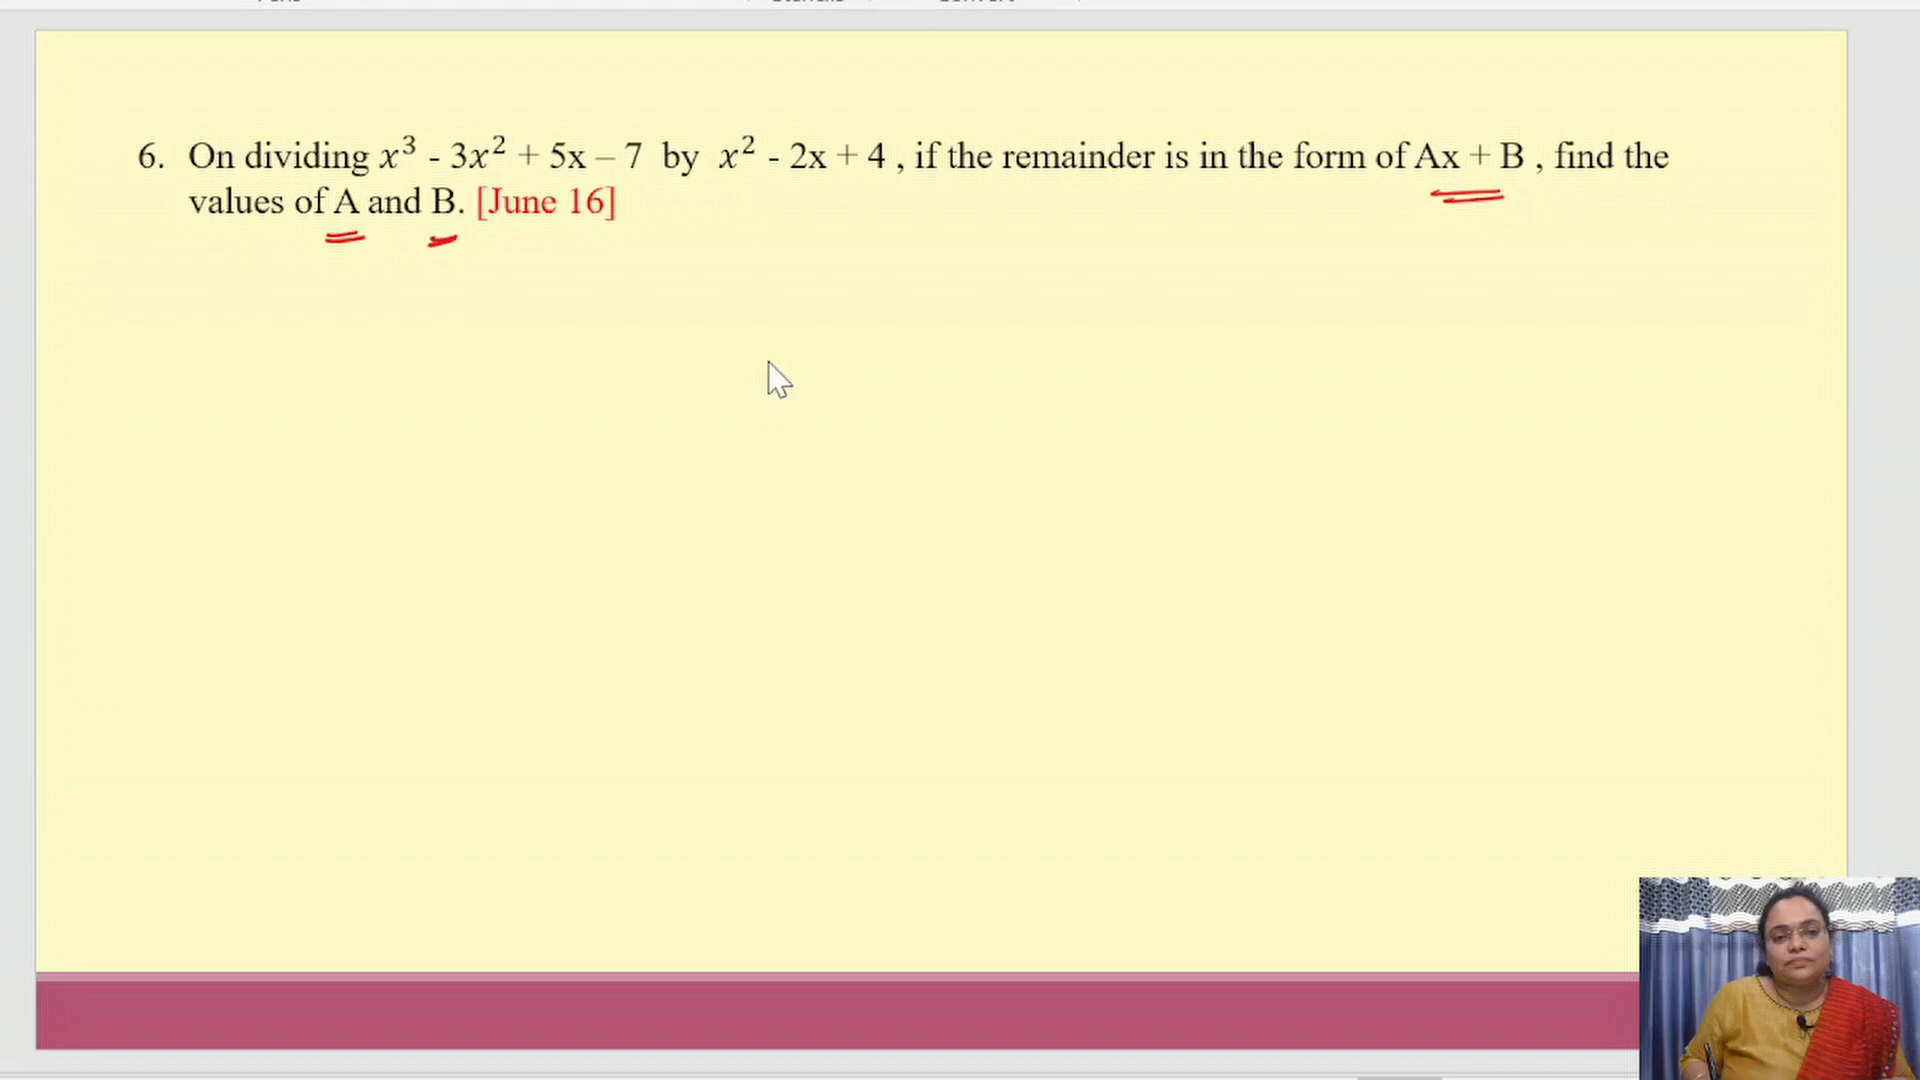 6. On dividing x³ - 3x² + 5x – 7 by x² - 2x + 4 , if the remainder is in the form of Ax + B , find the
values of A and B. [June 16]